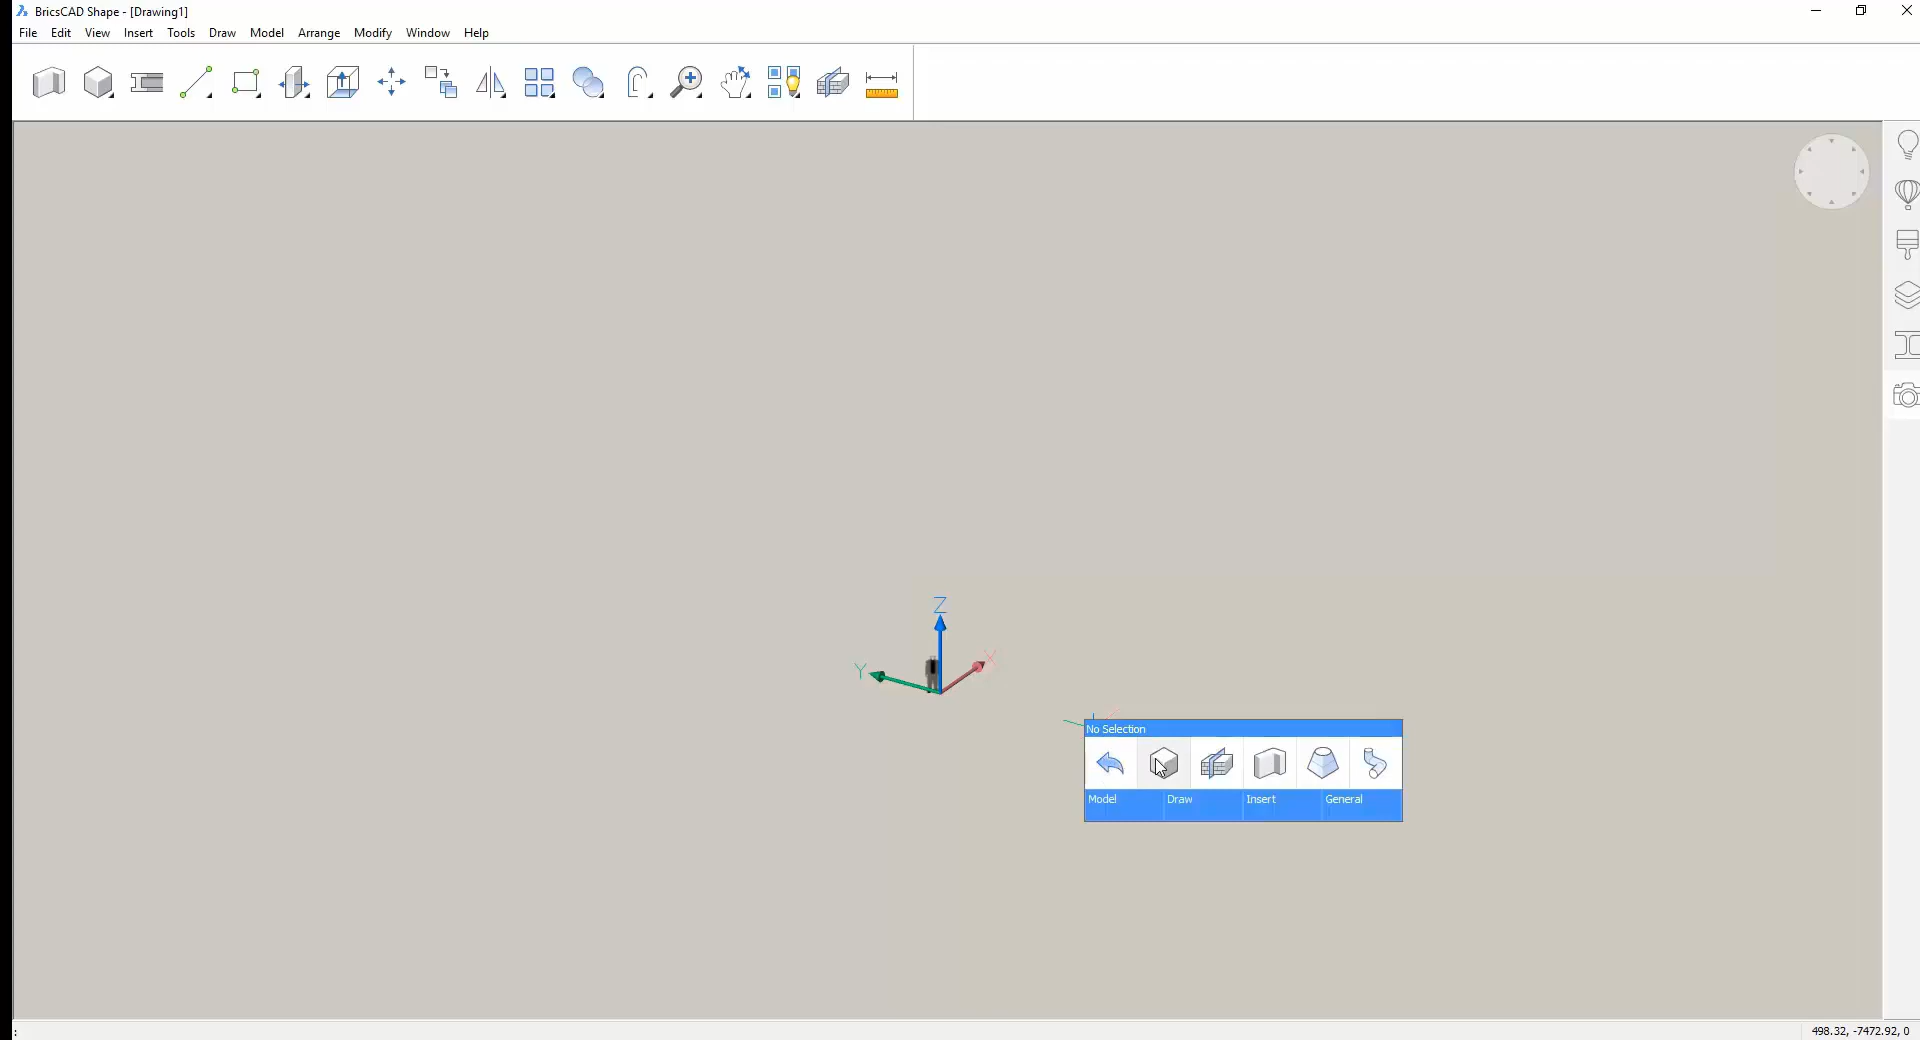 BricsCAD Shape - [Drawing1]
File Edit View Insert Tools Draw Model Arrange Modify Window Help
Z
Y
X
No Selection
Model Draw Insert General
:
498.32, -7472.92, 0